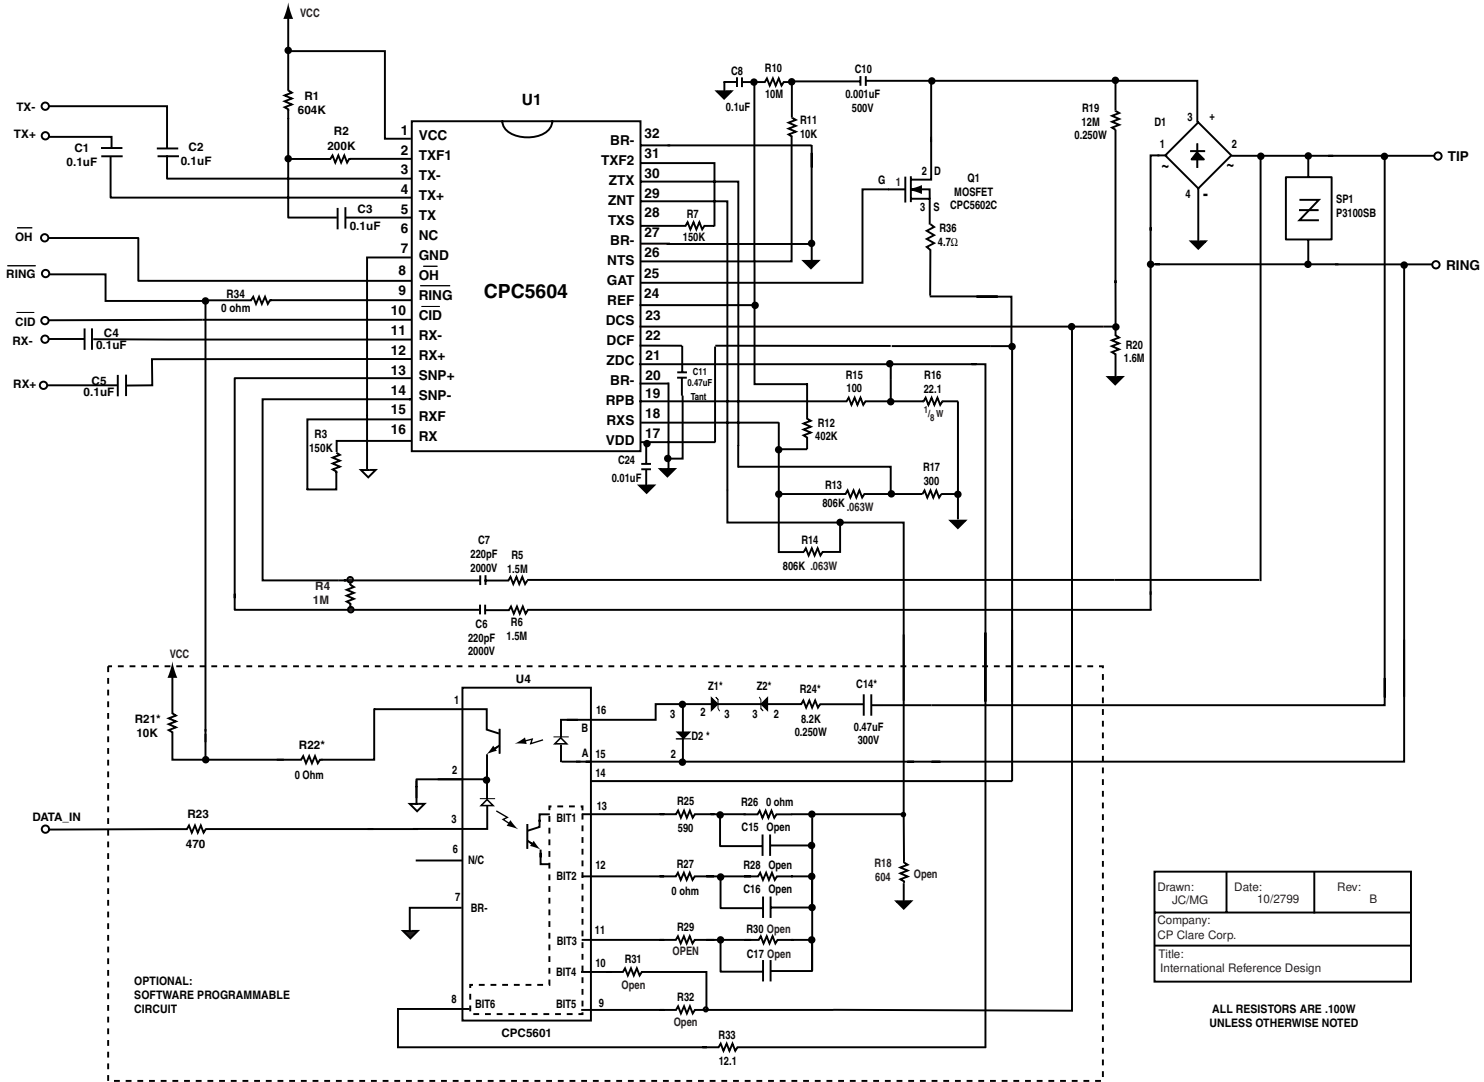 VCC
R1
604K
TX-
TX+
C1
0.1uF
C2
0.1uF
R2
200K
C3
0.1uF
OH
RING
R34
0 ohm
CID
RX-
C4
0.1uF
RX+
C5
0.1uF
R3
150K
U1
CPC5604
1 VCC
2 TXF1
3 TX-
4 TX+
5 TX
6 NC
7 GND
8 OH
9 RING
10 CID
11 RX-
12 RX+
13 SNP+
14 SNP-
15 RXF
16 RX
BR- 32
TXF2 31
ZTX 30
ZNT 29
TXS 28
BR- 27
NTS 26
GAT 25
REF 24
DCS 23
DCF 22
ZDC 21
BR- 20
RPB 19
RXS 18
VDD 17
C8
0.1uF
R10
10M
C10
0.001uF
500V
R11
10K
R7
150K
G 1
2 D
3 S
Q1
MOSFET
CPC5602C
R36
4.7Ω
R19
12M
0.250W
D1
3 +
1 ~
2 ~
4 -
TIP
SP1
P3100SB
RING
R20
1.6M
C11
0.47uF
Tant
R15
100
R16
22.1
1/8 W
R12
402K
C24
0.01uF
R13
806K .063W
R17
300
R14
806K .063W
C7
220pF
2000V
R5
1.5M
R4
1M
C6
220pF
2000V
R6
1.5M
VCC
R21*
10K
R22*
0 Ohm
DATA_IN
R23
470
U4
1
2
3
6 N/C
7 BR-
8 BIT6
16
B
A 15
14
13
BIT1
12
BIT2
11
BIT3
10
BIT4
9
BIT5
CPC5601
Z1*
2 3
Z2*
3 2
R24*
8.2K
0.250W
C14*
0.47uF
300V
3
D2 *
2
R25
590
R26 0 ohm
C15 Open
R27
0 ohm
R28 Open
C16 Open
R29
OPEN
R30 Open
C17 Open
R31
Open
R32
Open
R33
12.1
R18
604 Open
OPTIONAL:
SOFTWARE PROGRAMMABLE
CIRCUIT
Drawn:
JC/MG
Date:
10/2799
Rev:
B
Company:
CP Clare Corp.
Title:
International Reference Design
ALL RESISTORS ARE .100W
UNLESS OTHERWISE NOTED